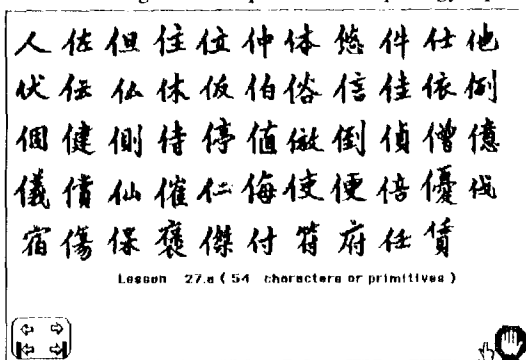 人 佐 但 住 位 仲 体 悠 件 仕 他
伏 伝 仏 休 仮 伯 俗 信 佳 依 例
個 健 側 侍 停 値 倣 倒 偵 僧 億
儀 償 仙 催 仁 侮 使 便 倍 優 伐
宿 傷 保 褒 傑 付 符 府 任 賃
Lesson 27.a ( 54 characters or primitives )